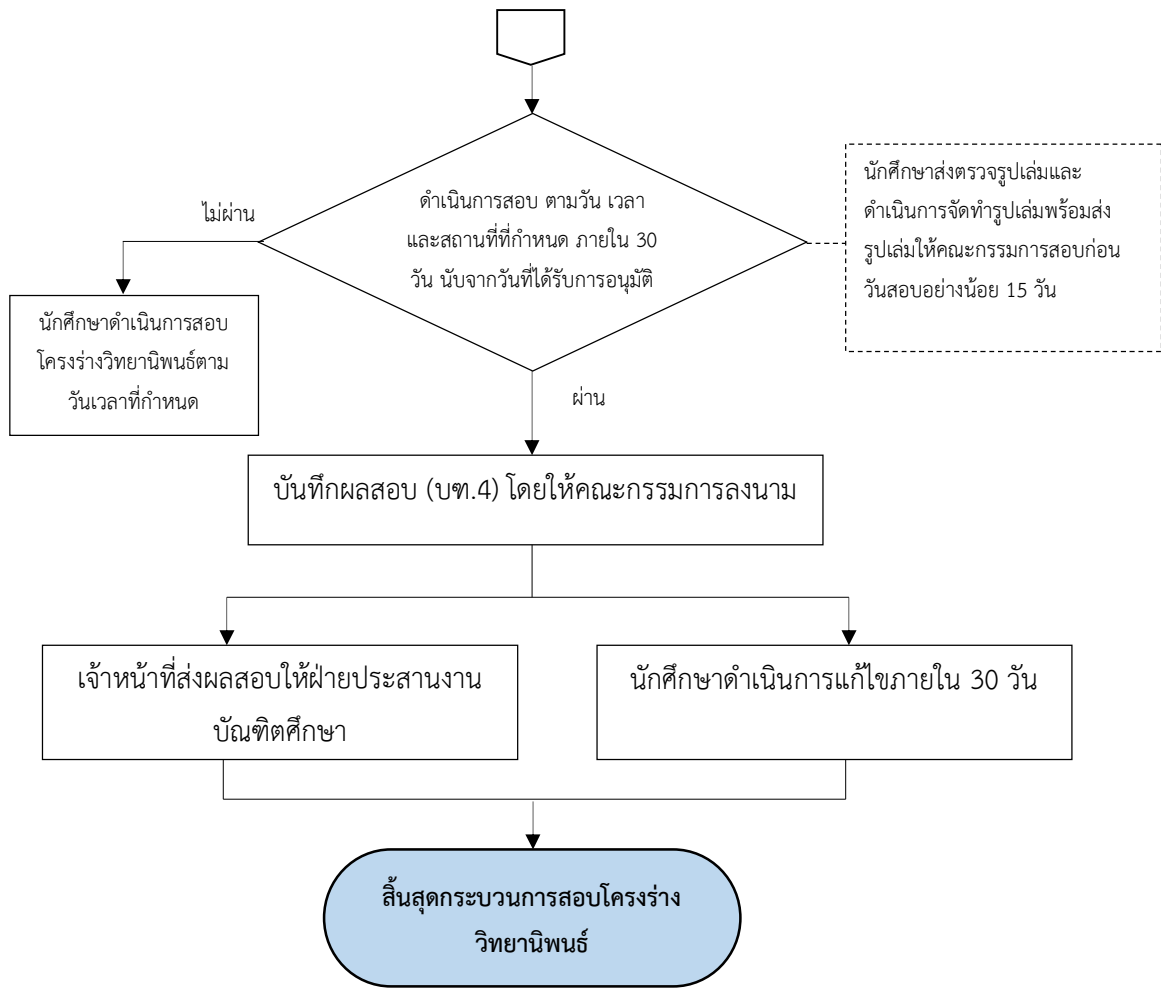 ดำเนินการสอบ ตามวัน เวลา
และสถานที่ที่กำหนด ภายใน 30
วัน นับจากวันที่ได้รับการอนุมัติ
นักศึกษาส่งตรวจรูปเล่มและ
ดำเนินการจัดทำรูปเล่มพร้อมส่ง
รูปเล่มให้คณะกรรมการสอบก่อน
วันสอบอย่างน้อย 15 วัน
ไม่ผ่าน
นักศึกษาดำเนินการสอบ
โครงร่างวิทยานิพนธ์ตาม
วันเวลาที่กำหนด
ผ่าน
บันทึกผลสอบ (บฑ.4) โดยให้คณะกรรมการลงนาม
เจ้าหน้าที่ส่งผลสอบให้ฝ่ายประสานงาน
บัณฑิตศึกษา
นักศึกษาดำเนินการแก้ไขภายใน 30 วัน
สิ้นสุดกระบวนการสอบโครงร่าง
วิทยานิพนธ์